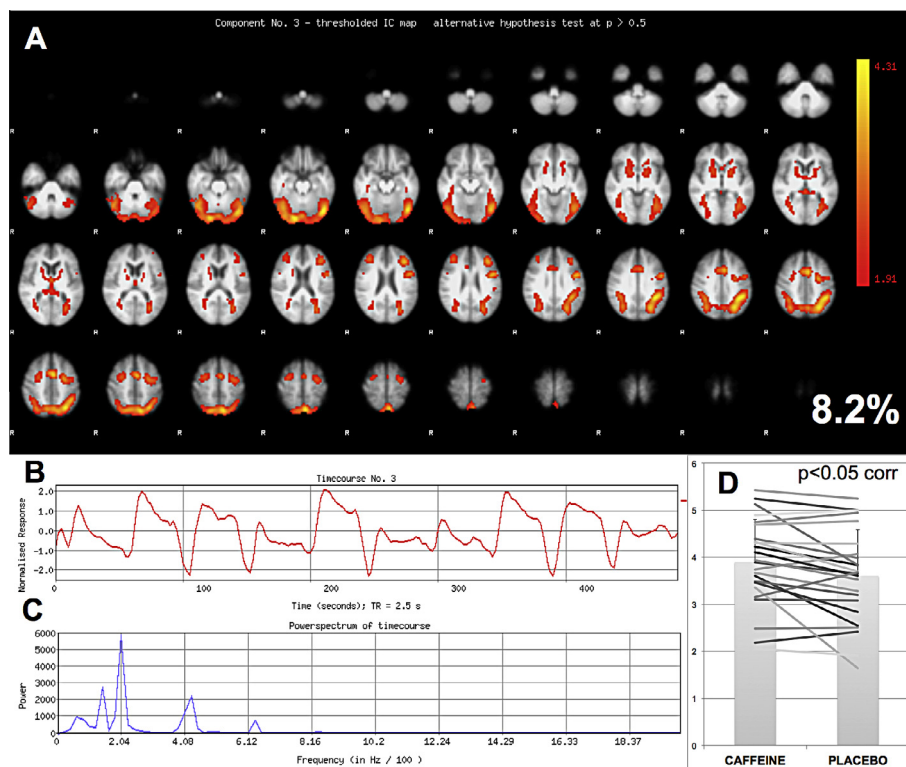 Component No. 3 – thresholded IC map alternative hypothesis test at p > 0.5
A
4.31
1.91
R R R R R R R R R R
R R R R R R R R R R
R R R R R R R R R R
R R R R R R R R R R
8.2%
B
Timecourse No. 3
Normalised Response
2.0
1.0
0.0
-1.0
-2.0
0 100 200 300 400
Time (seconds); TR = 2.5 s
C
Powerspectrum of timecourse
Power
6000
5000
4000
3000
2000
1000
0
0 2.04 4.08 6.12 8.16 10.2 12.24 14.29 16.33 18.37
Frequency (in Hz / 100 )
D
p<0.05 corr
6
5
4
3
2
1
0
CAFFEINE PLACEBO